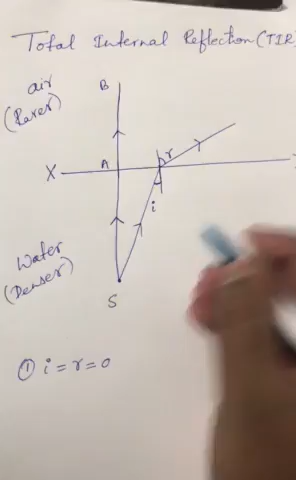 Total Internal Reflection (TIR)
air
(Rarer)
B
r
X
A
i
Water
(Denser)
S
① i = r = 0